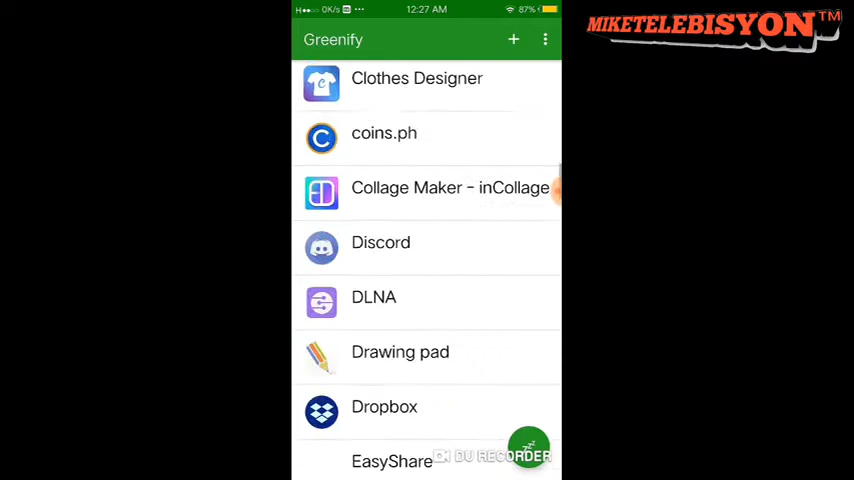 H 0K/s ... 12:27 AM 87%
MIKETELEBISYON™
Greenify +
Clothes Designer
coins.ph
Collage Maker - inCollage
Discord
DLNA
Drawing pad
Dropbox
EasyShare
DU RECORDER